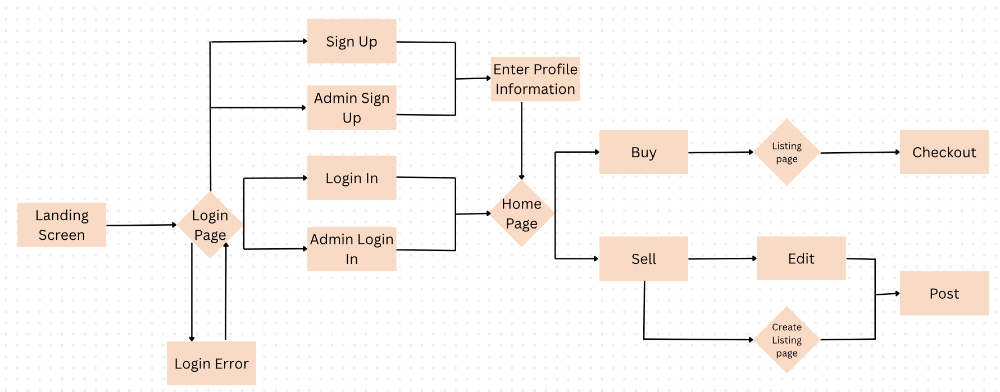 Sign Up
Admin Sign
Up
Enter Profile
Information
Buy
Listing
page
Checkout
Login In
Landing
Screen
Login
Page
Home
Page
Admin Login
In
Sell
Edit
Post
Create
Listing
page
Login Error